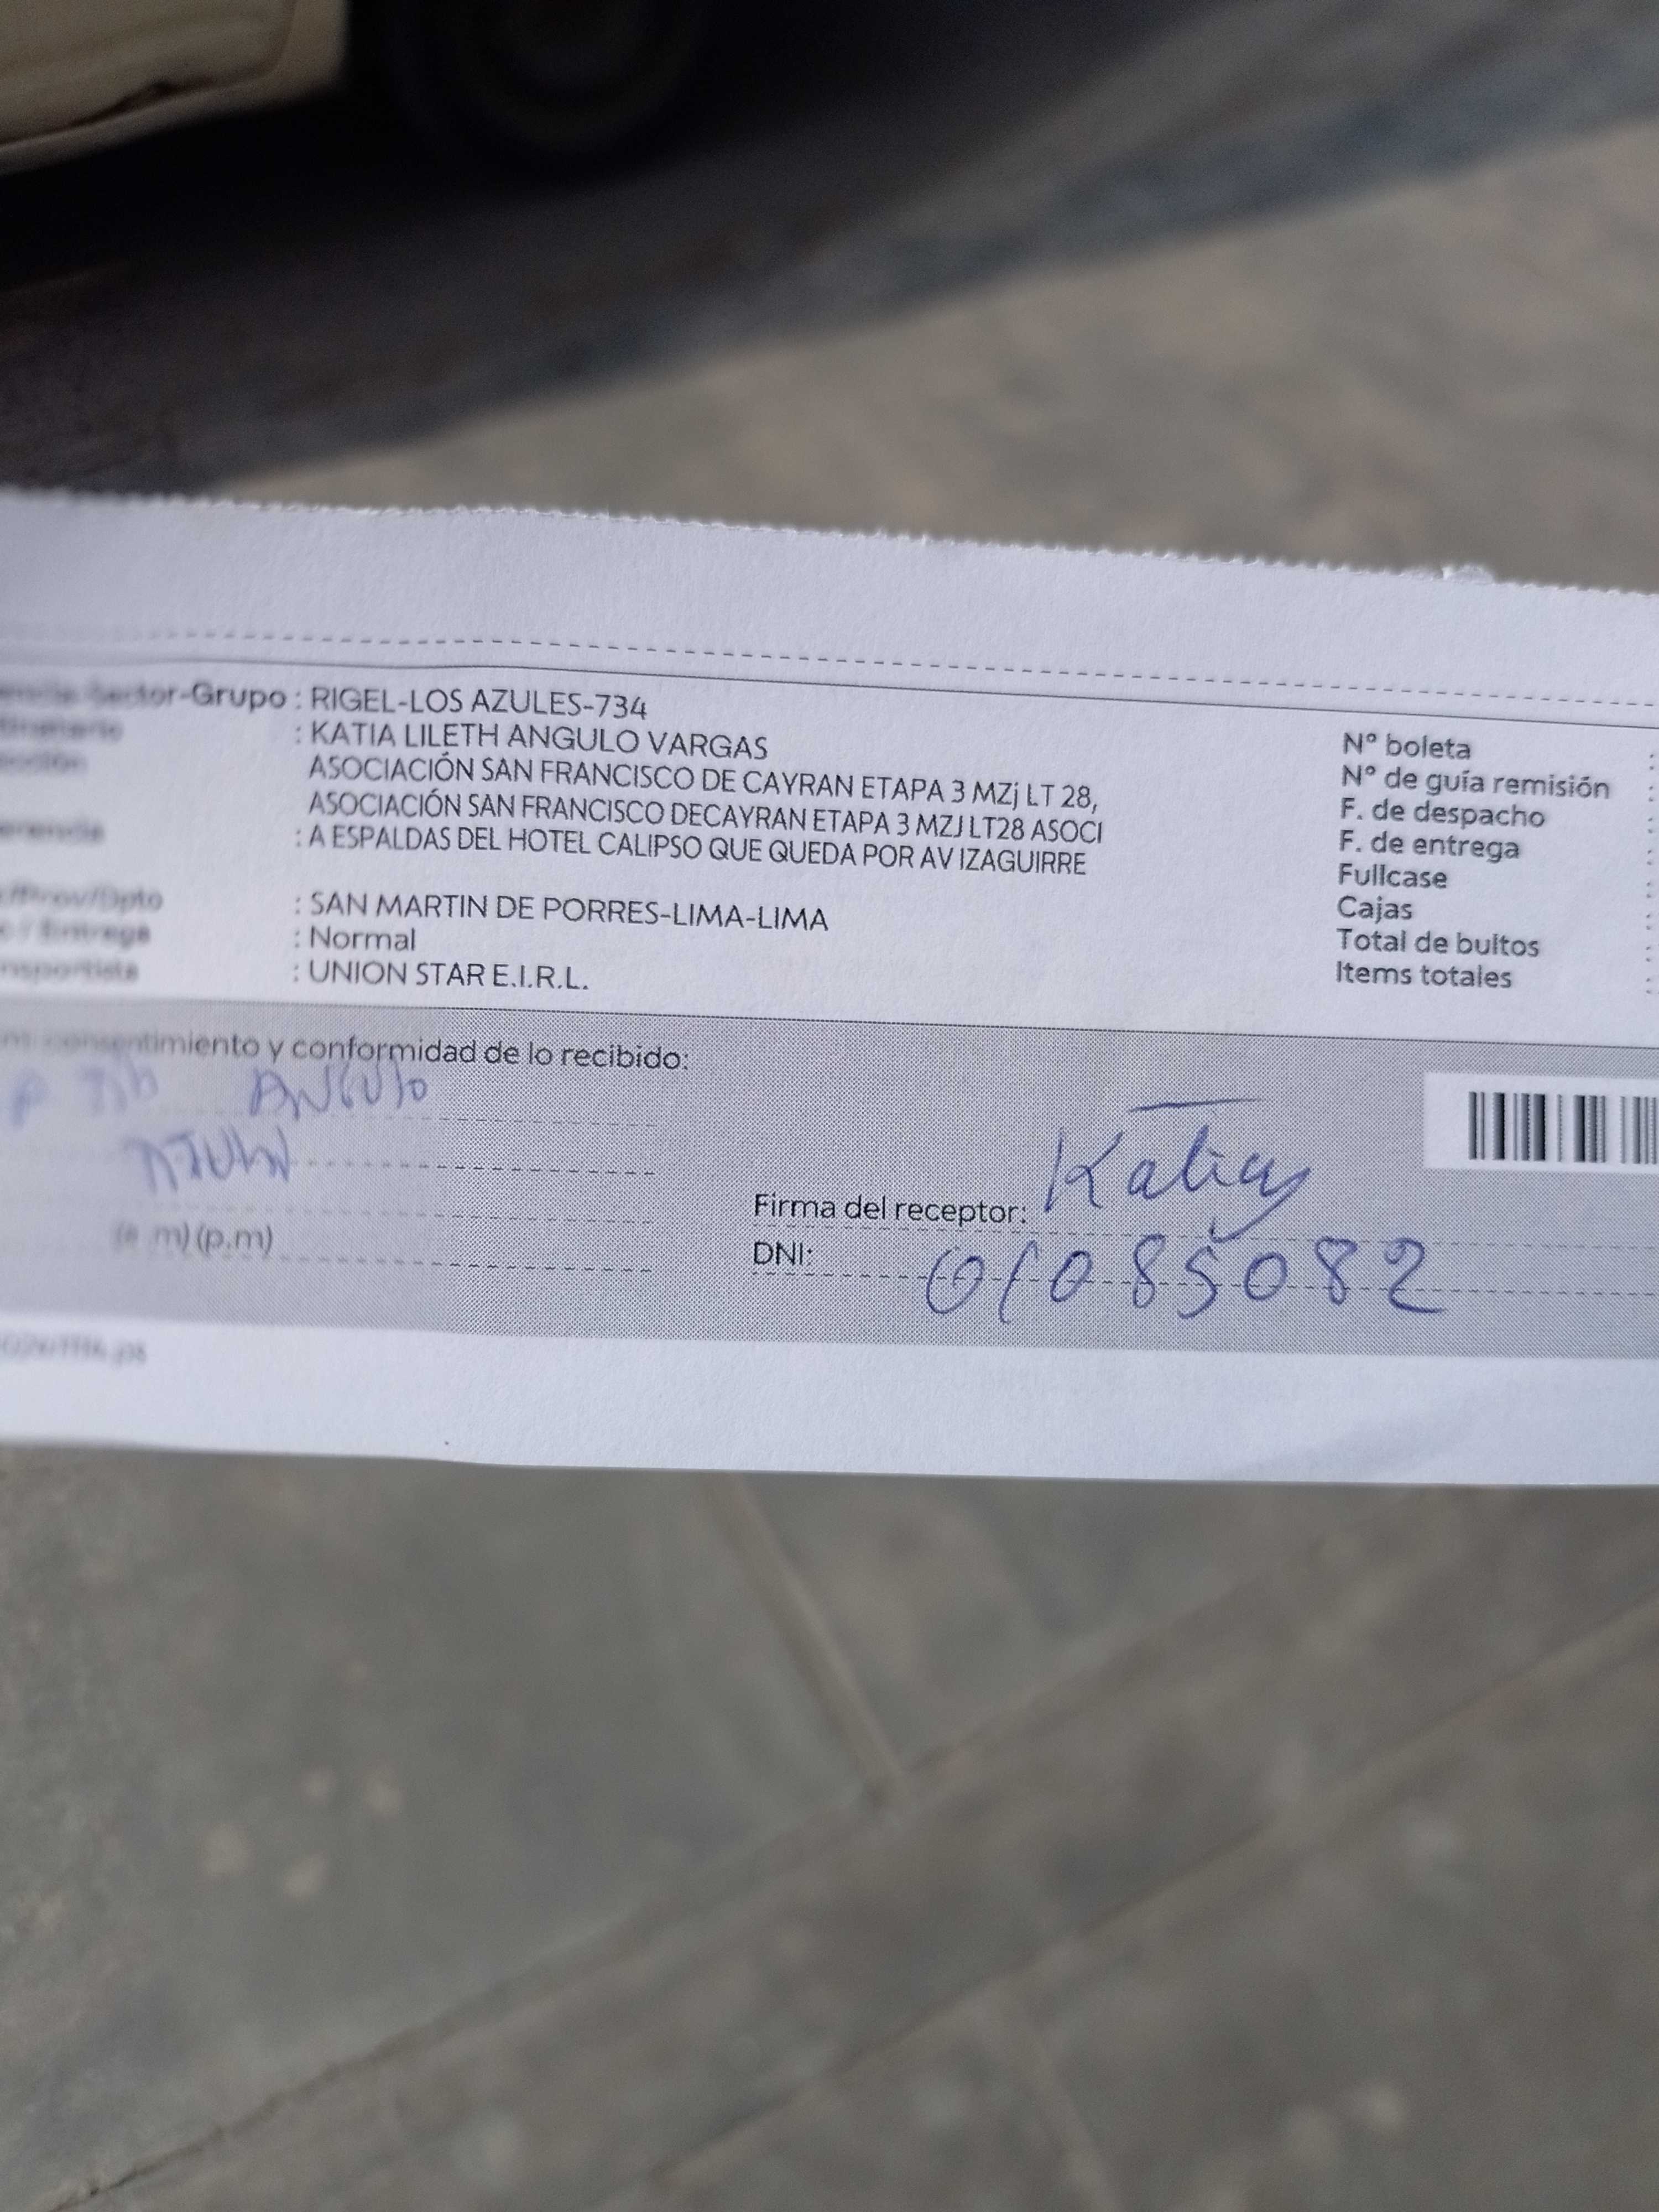 Sector-Grupo : RIGEL-LOS AZULES-734
: KATIA LILETH ANGULO VARGAS
ASOCIACIÓN SAN FRANCISCO DE CAYRAN ETAPA 3 MZj LT 28,
ASOCIACIÓN SAN FRANCISCO DECAYRAN ETAPA 3 MZJ LT28 ASOCI
: A ESPALDAS DEL HOTEL CALIPSO QUE QUEDA POR AV IZAGUIRRE
/Prov/Dpto : SAN MARTIN DE PORRES-LIMA-LIMA
/ Entrega : Normal
: UNION STAR E.I.R.L.
N° boleta :
N° de guía remisión :
F. de despacho :
F. de entrega :
Fullcase :
Cajas :
Total de bultos :
Items totales :
consentimiento y conformidad de lo recibido:
Angulo
(a.m)(p.m)
Firma del receptor: Katia
DNI: 01085082